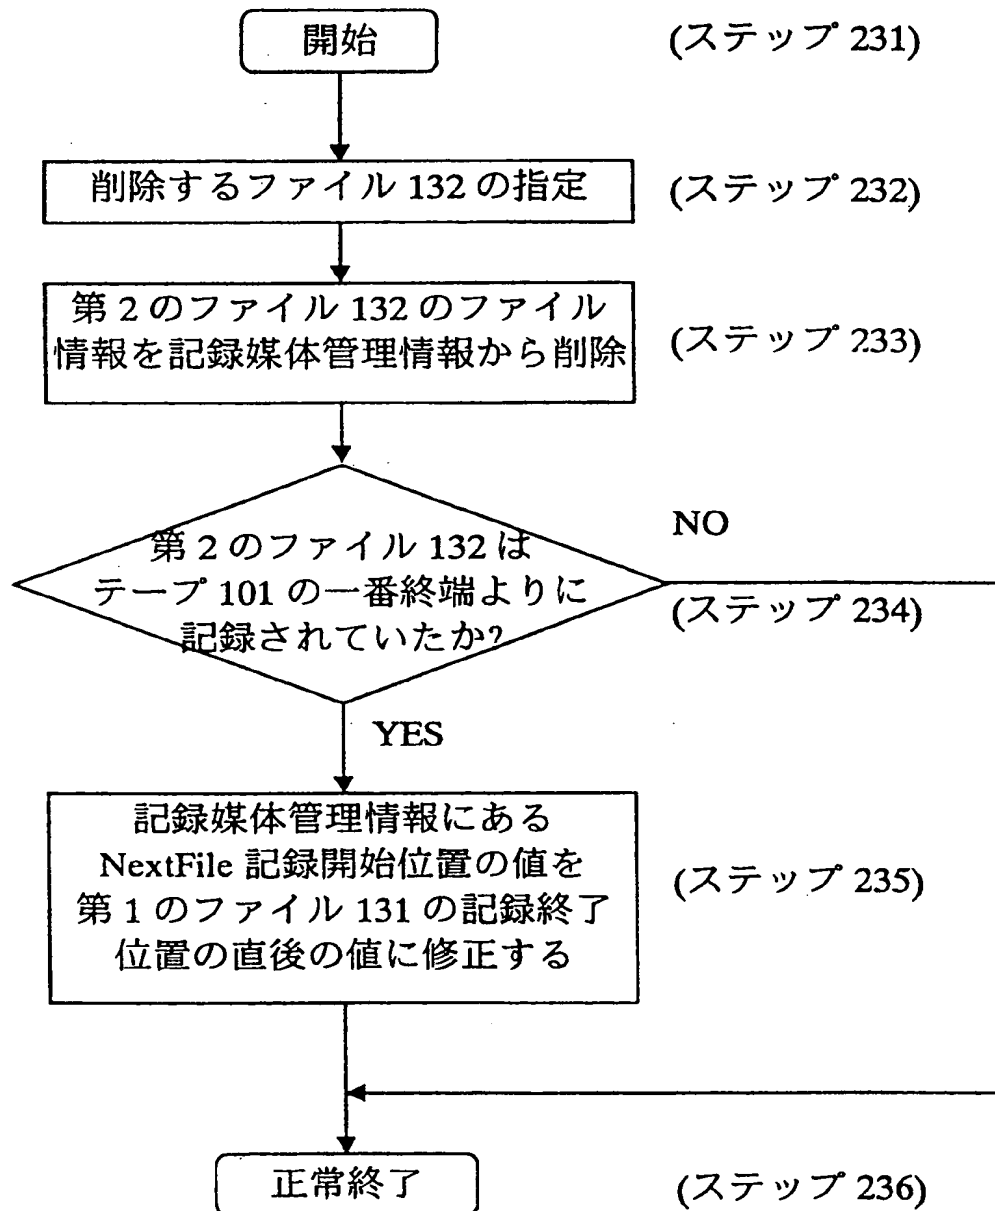 開始 (ステップ 231)
削除するファイル 132 の指定 (ステップ 232)
第 2 のファイル 132 のファイル
情報を記録媒体管理情報から削除 (ステップ 233)
第 2 のファイル 132 は
テープ 101 の一番終端よりに
記録されていたか?
NO
(ステップ 234)
YES
記録媒体管理情報にある
NextFile 記録開始位置の値を
第 1 のファイル 131 の記録終了
位置の直後の値に修正する
(ステップ 235)
正常終了 (ステップ 236)